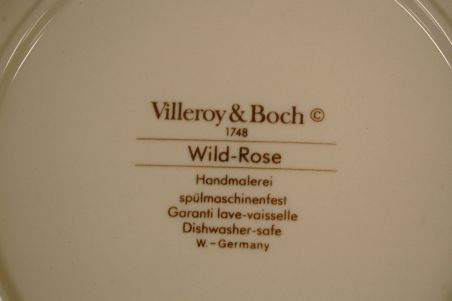 Villeroy & Boch ©
1748
Wild-Rose
Handmalerei
spülmaschinenfest
Garanti lave-vaisselle
Dishwasher-safe
W.-Germany